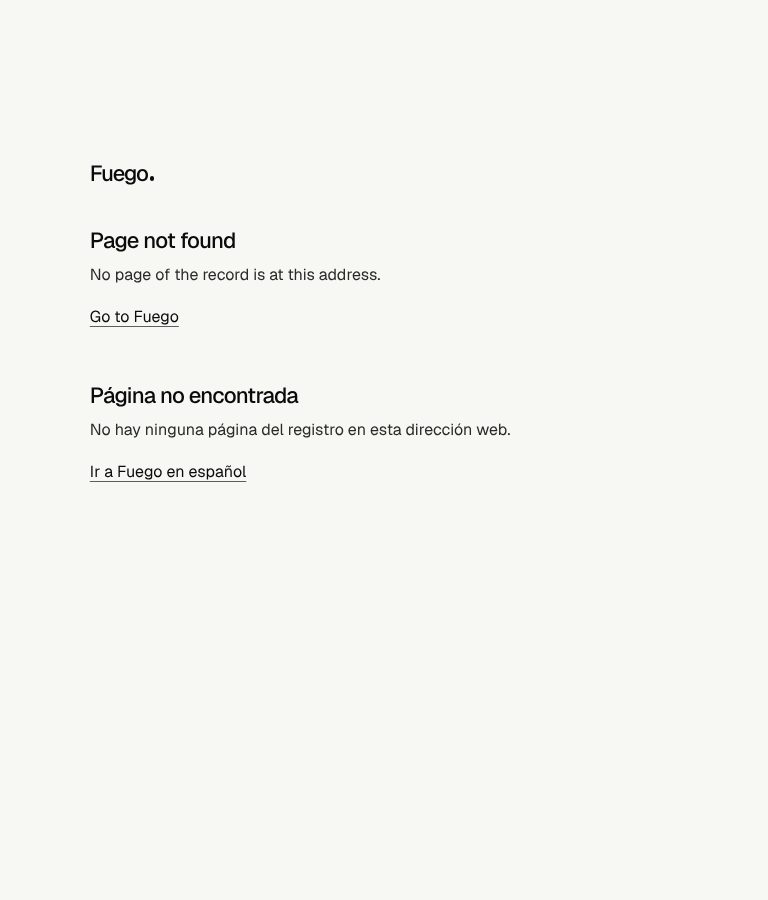 Fuego.
Page not found
No page of the record is at this address.
Go to Fuego
Página no encontrada
No hay ninguna página del registro en esta dirección web.
Ir a Fuego en español